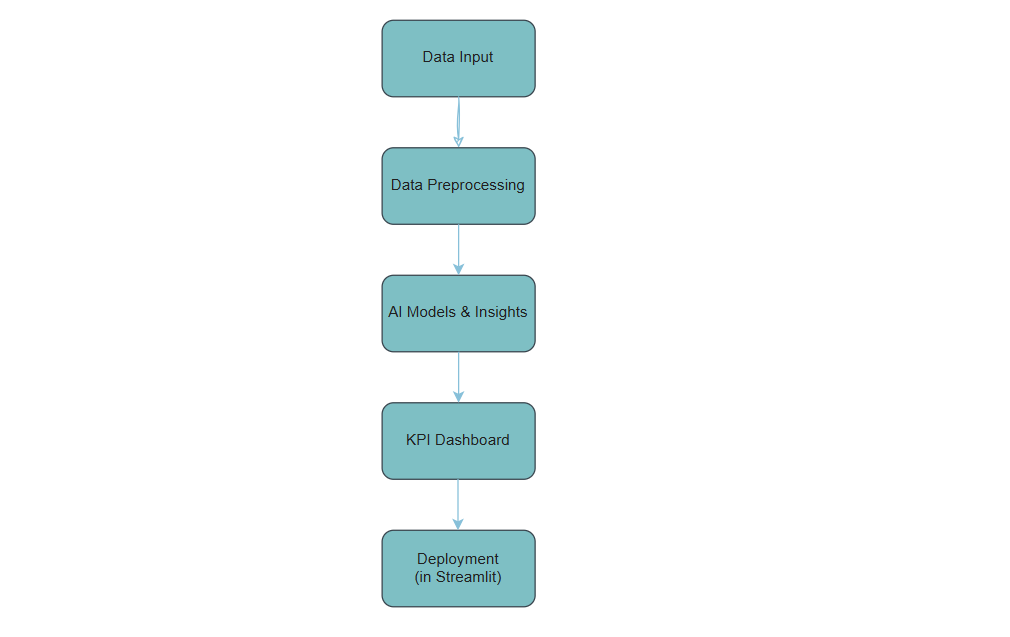 Data Input
Data Preprocessing
AI Models & Insights
KPI Dashboard
Deployment
(in Streamlit)